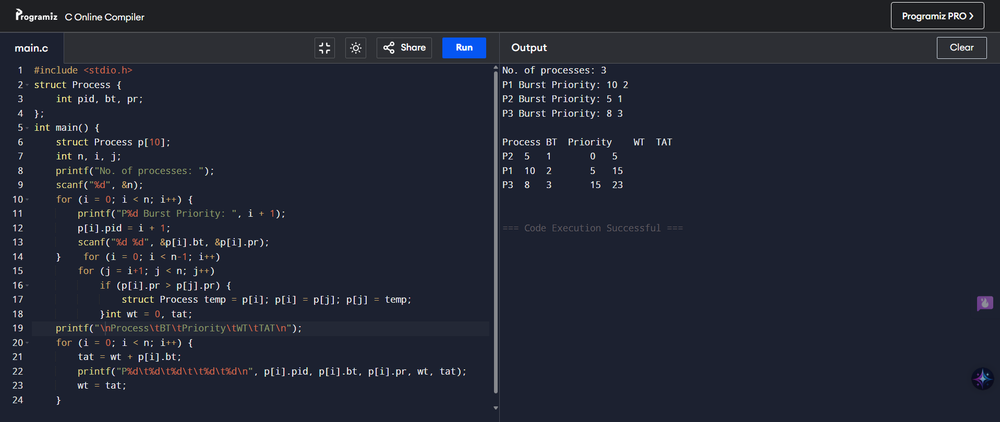 Programiz C Online Compiler
Programiz PRO >
main.c
Share
Run
Output
Clear
1 #include <stdio.h>
2 struct Process {
3     int pid, bt, pr;
4 };
5 int main() {
6     struct Process p[10];
7     int n, i, j;
8     printf("No. of processes: ");
9     scanf("%d", &n);
10     for (i = 0; i < n; i++) {
11         printf("P%d Burst Priority: ", i + 1);
12         p[i].pid = i + 1;
13         scanf("%d %d", &p[i].bt, &p[i].pr);
14     }    for (i = 0; i < n-1; i++)
15         for (j = i+1; j < n; j++)
16             if (p[i].pr > p[j].pr) {
17                 struct Process temp = p[i]; p[i] = p[j]; p[j] = temp;
18             }int wt = 0, tat;
19     printf("\nProcess\tBT\tPriority\tWT\tTAT\n");
20     for (i = 0; i < n; i++) {
21         tat = wt + p[i].bt;
22         printf("P%d\t%d\t%d\t\t%d\t%d\n", p[i].pid, p[i].bt, p[i].pr, wt, tat);
23         wt = tat;
24     }
No. of processes: 3
P1 Burst Priority: 10 2
P2 Burst Priority: 5 1
P3 Burst Priority: 8 3
Process BT  Priority    WT  TAT
P2  5   1       0   5
P1  10  2       5   15
P3  8   3       15  23
=== Code Execution Successful ===